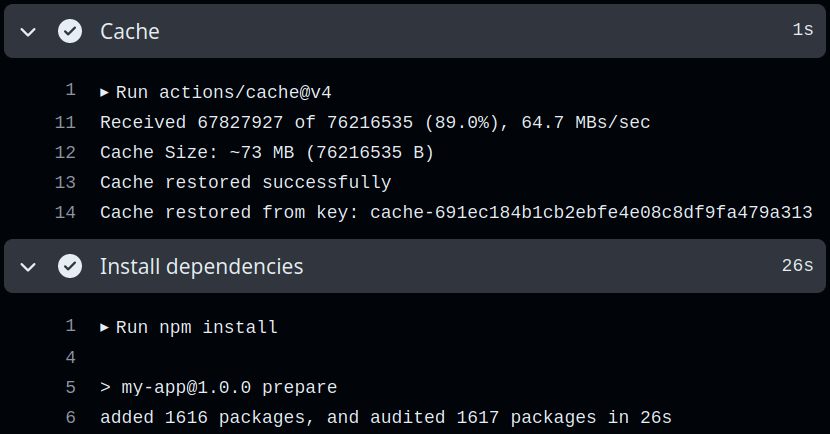 Cache 1s
1 ▶ Run actions/cache@v4
11 Received 67827927 of 76216535 (89.0%), 64.7 MBs/sec
12 Cache Size: ~73 MB (76216535 B)
13 Cache restored successfully
14 Cache restored from key: cache-691ec184b1cb2ebfe4e08c8df9fa479a313
Install dependencies 26s
1 ▶ Run npm install
4
5 > my-app@1.0.0 prepare
6 added 1616 packages, and audited 1617 packages in 26s